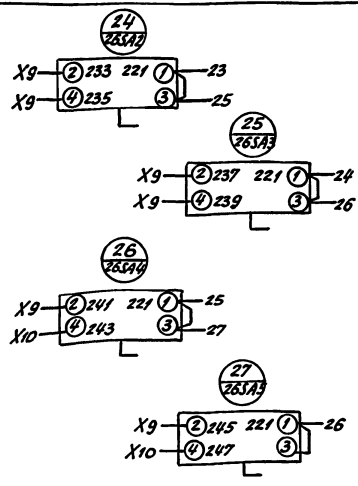 24
26SA2
X9 2 233 221 1 23
X9 4 235 3 25
25
26SA3
X9 2 237 221 1 24
X9 4 239 3 26
26
26SA4
X9 2 241 221 1 25
X10 4 243 3 27
27
26SA5
X9 2 245 221 1 26
X10 4 247 3